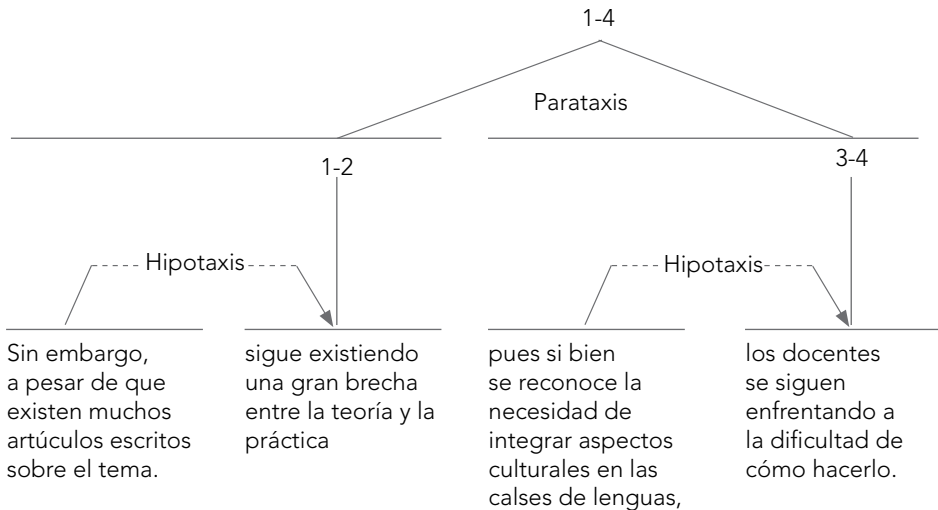 1-4
Parataxis
1-2
3-4
Hipotaxis
Hipotaxis
Sin embargo,
a pesar de que
existen muchos
artúculos escritos
sobre el tema.
sigue existiendo
una gran brecha
entre la teoría y la
práctica
pues si bien
se reconoce la
necesidad de
integrar aspectos
culturales en las
calses de lenguas,
los docentes
se siguen
enfrentando a
la dificultad de
cómo hacerlo.